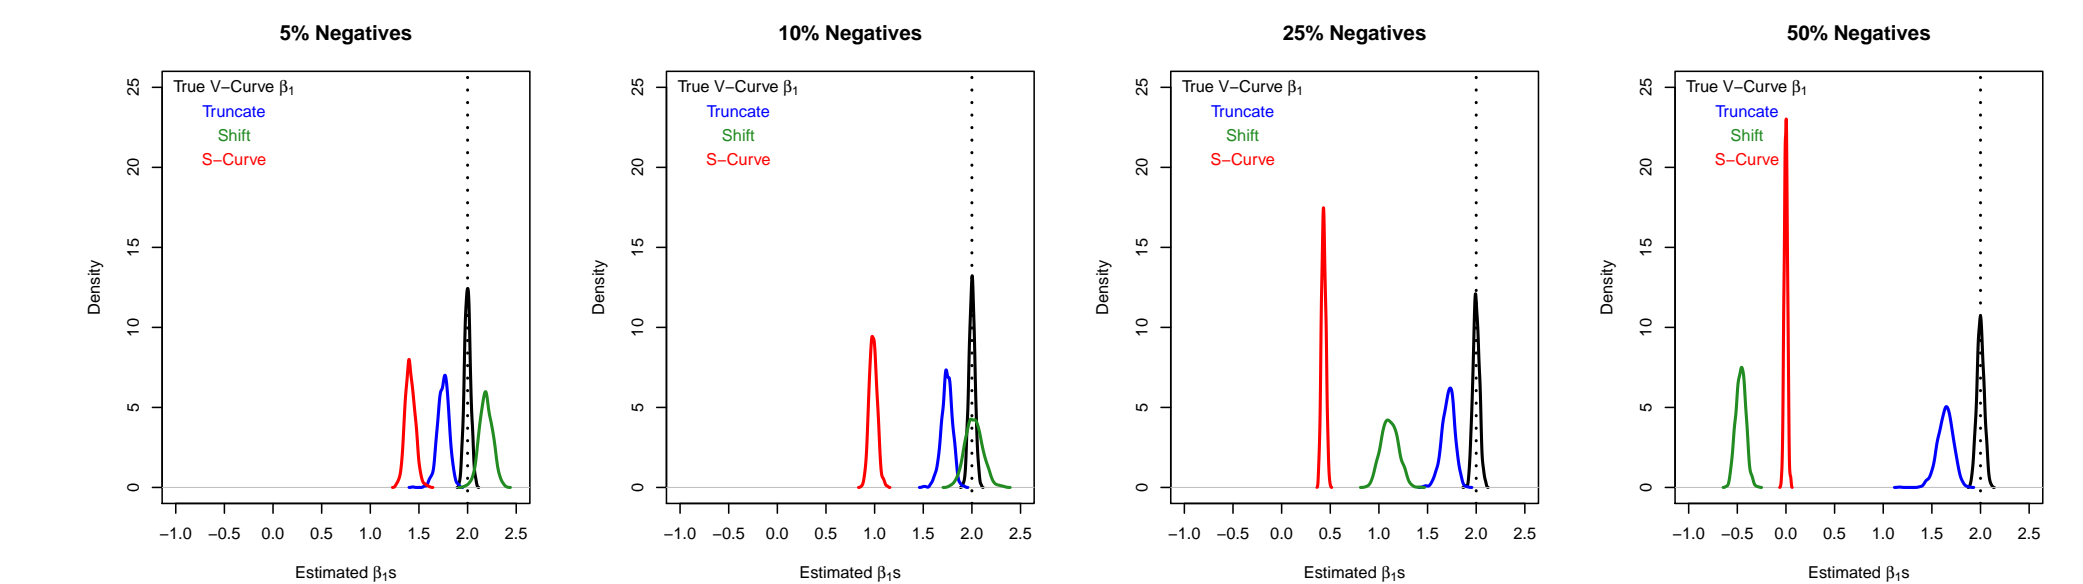 5% Negatives
True V−Curve β1
Truncate
Shift
S−Curve
Density
0 5 10 15 20 25
−1.0 −0.5 0.0 0.5 1.0 1.5 2.0 2.5
Estimated β1s
10% Negatives
True V−Curve β1
Truncate
Shift
S−Curve
Density
0 5 10 15 20 25
−1.0 −0.5 0.0 0.5 1.0 1.5 2.0 2.5
Estimated β1s
25% Negatives
True V−Curve β1
Truncate
Shift
S−Curve
Density
0 5 10 15 20 25
−1.0 −0.5 0.0 0.5 1.0 1.5 2.0 2.5
Estimated β1s
50% Negatives
True V−Curve β1
Truncate
Shift
S−Curve
Density
0 5 10 15 20 25
−1.0 −0.5 0.0 0.5 1.0 1.5 2.0 2.5
Estimated β1s